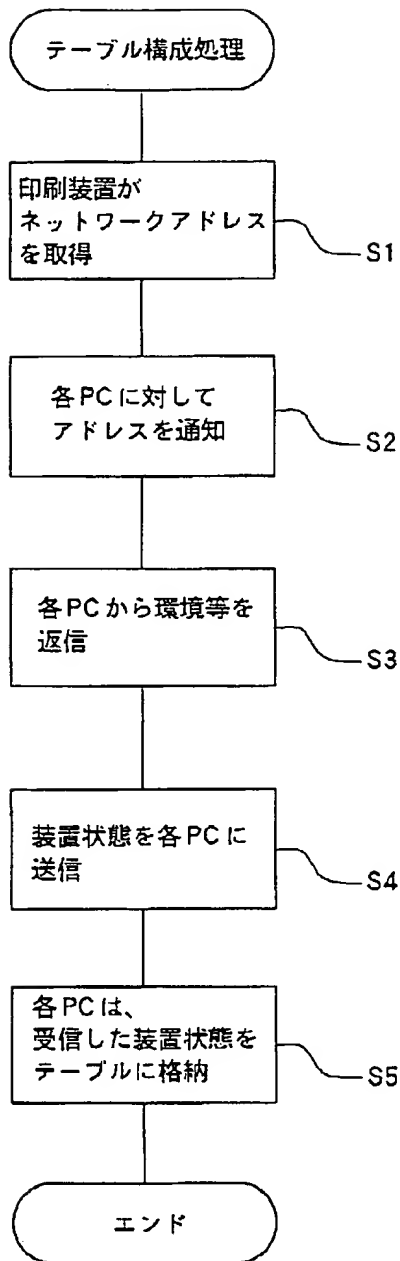 テーブル構成処理
印刷装置が
ネットワークアドレス
を取得
S1
各PCに対して
アドレスを通知
S2
各PCから環境等を
返信
S3
装置状態を各PCに
送信
S4
各PCは、
受信した装置状態を
テーブルに格納
S5
エンド